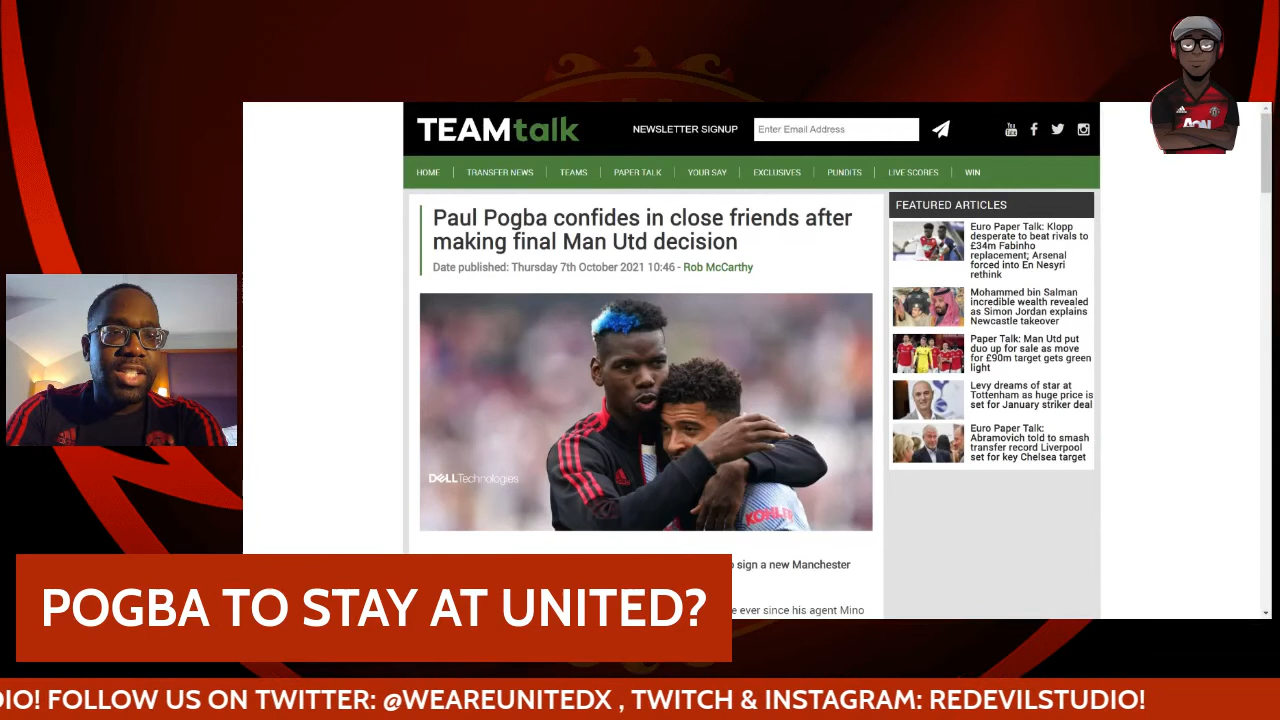 AON
TEAMtalk
NEWSLETTER SIGNUP
Enter Email Address
You
HOME
TRANSFER NEWS
TEAMS
PAPER TALK
YOUR SAY
EXCLUSIVES
PUNDITS
LIVE SCORES
WIN
Paul Pogba confides in close friends after
making final Man Utd decision
Date published: Thursday 7th October 2021 10:46 - Rob McCarthy
FEATURED ARTICLES
Euro Paper Talk: Klopp
desperate to beat rivals to
£34m Fabinho
replacement; Arsenal
forced into En Nesyri
rethink
Mohammed bin Salman
incredible wealth revealed
as Simon Jordan explains
Newcastle takeover
Paper Talk: Man Utd put
duo up for sale as move
for £90m target gets green
light
Levy dreams of star at
Tottenham as huge price is
set for January striker deal
Euro Paper Talk:
Abramovich told to smash
transfer record Liverpool
set for key Chelsea target
DELL Technologies
KOHLER
sign a new Manchester
ever since his agent Mino
POGBA TO STAY AT UNITED?
DIO! FOLLOW US ON TWITTER: @WEAREUNITEDX , TWITCH & INSTAGRAM: REDEVILSTUDIO!